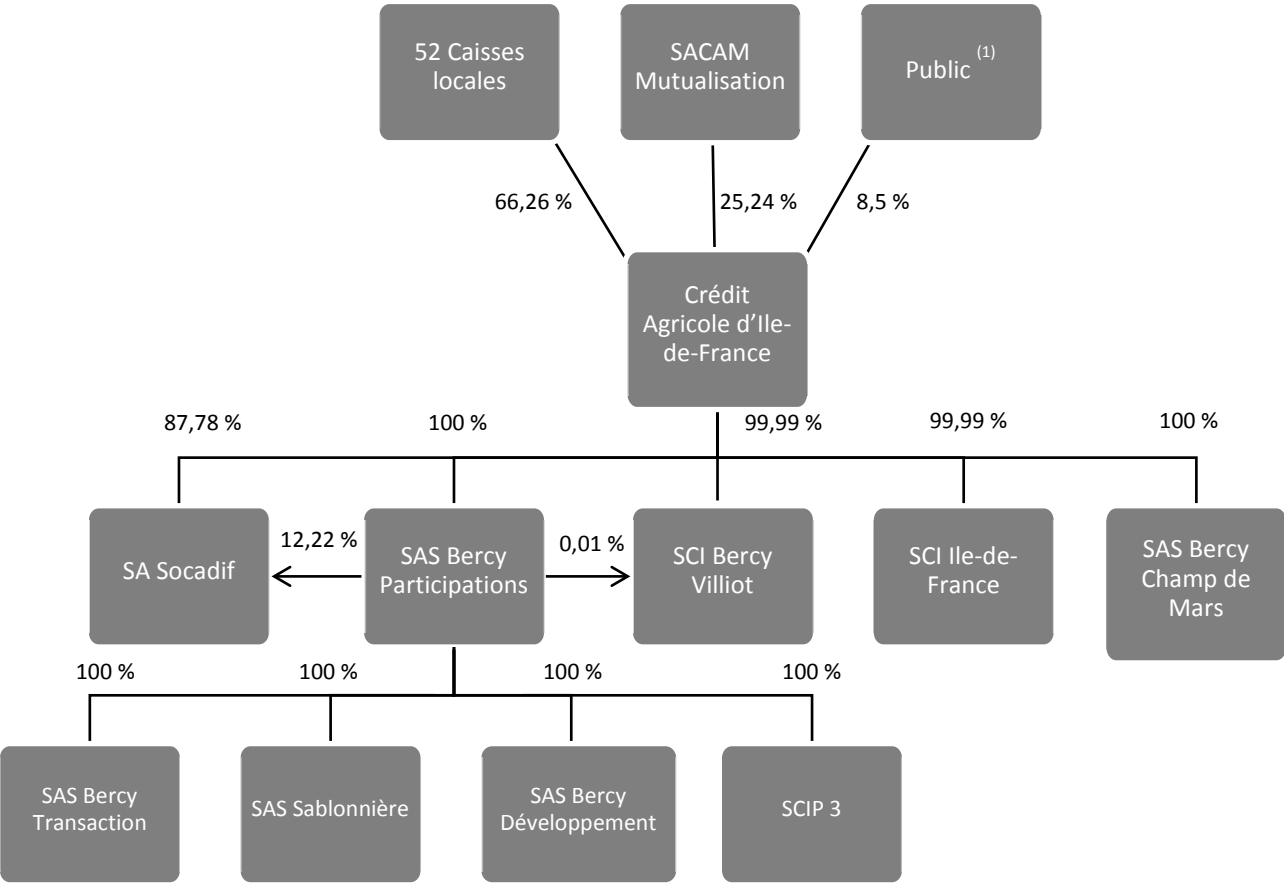 52 Caisses
locales
SACAM
Mutualisation
Public (1)
66,26 %
25,24 %
8,5 %
Crédit
Agricole d’Ile-
de-France
87,78 %
100 %
99,99 %
99,99 %
100 %
SA Socadif
12,22 %
SAS Bercy
Participations
0,01 %
SCI Bercy
Villiot
SCI Ile-de-
France
SAS Bercy
Champ de
Mars
100 %
100 %
100 %
100 %
SAS Bercy
Transaction
SAS Sablonnière
SAS Bercy
Développement
SCIP 3